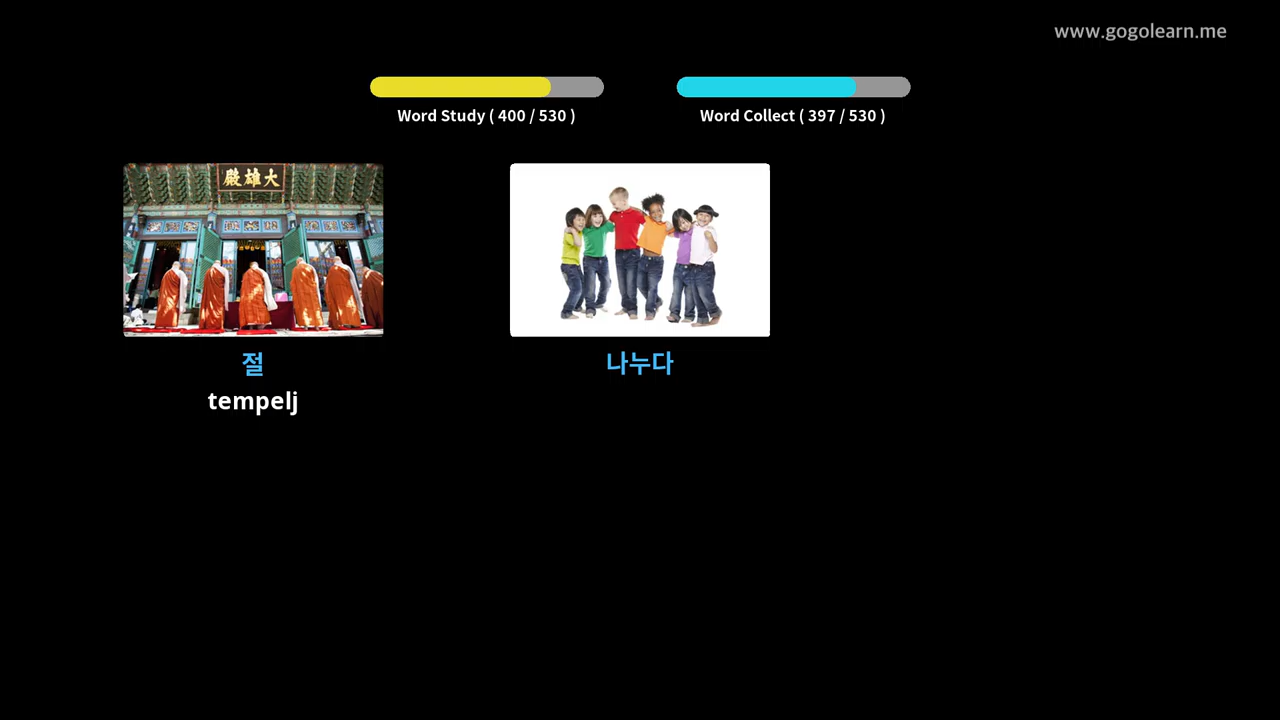 www.gogolearn.me
Word Study ( 400 / 530 )
Word Collect ( 397 / 530 )
殿雄大
절
나누다
tempelj